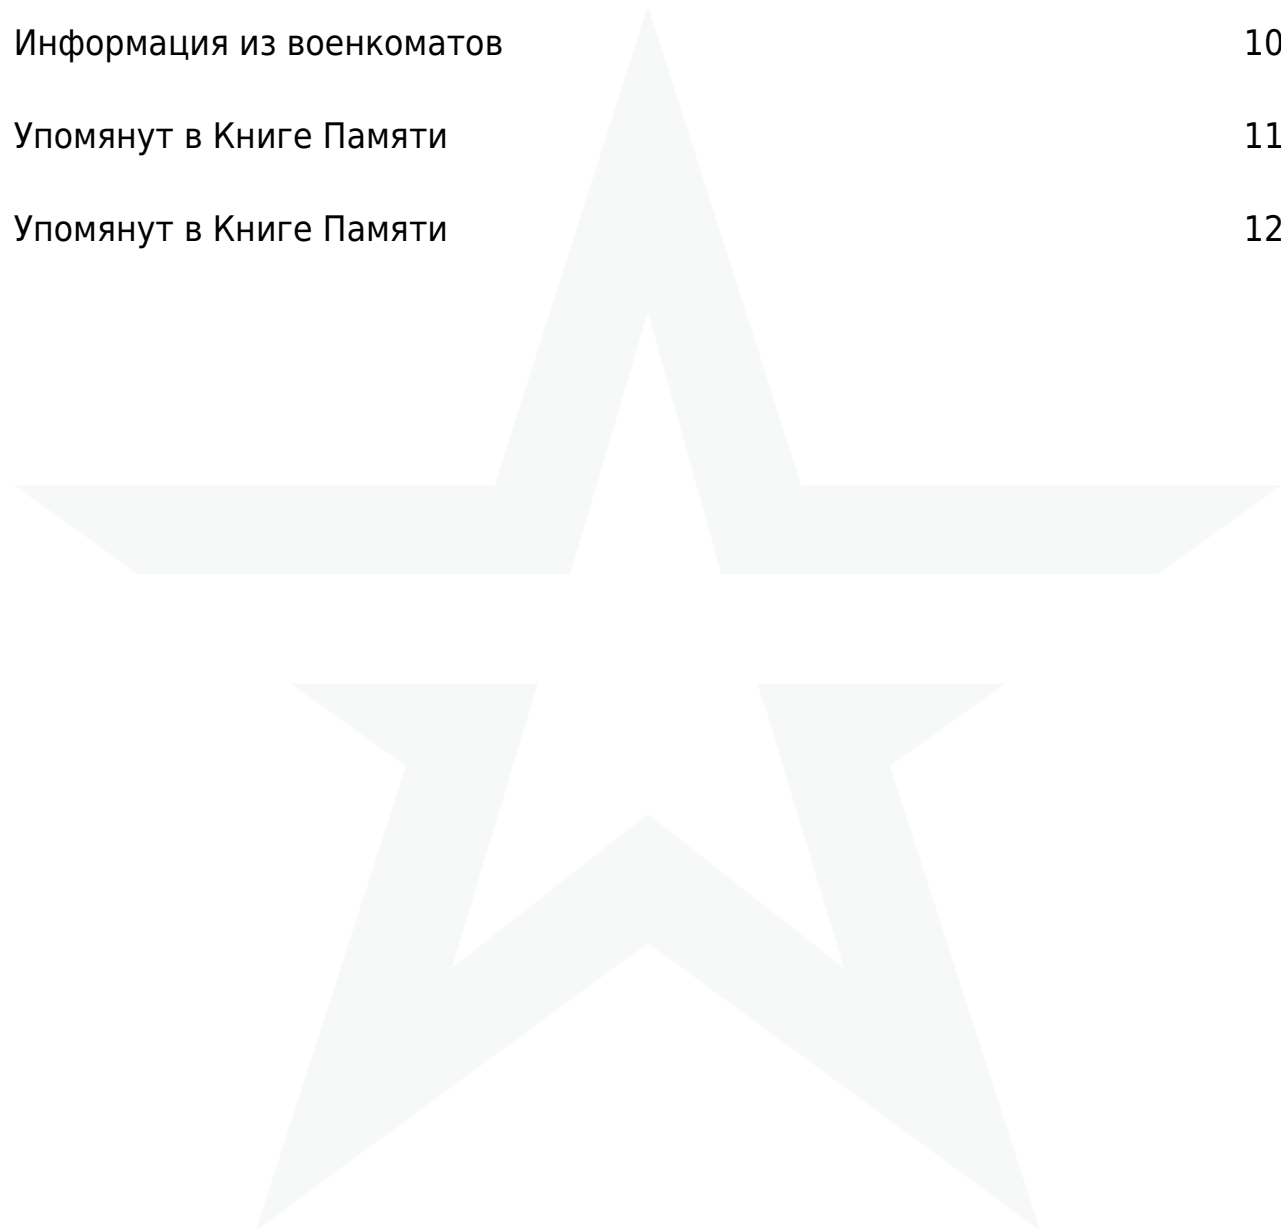 Информация из военкоматов 10
Упомянут в Книге Памяти 11
Упомянут в Книге Памяти 12